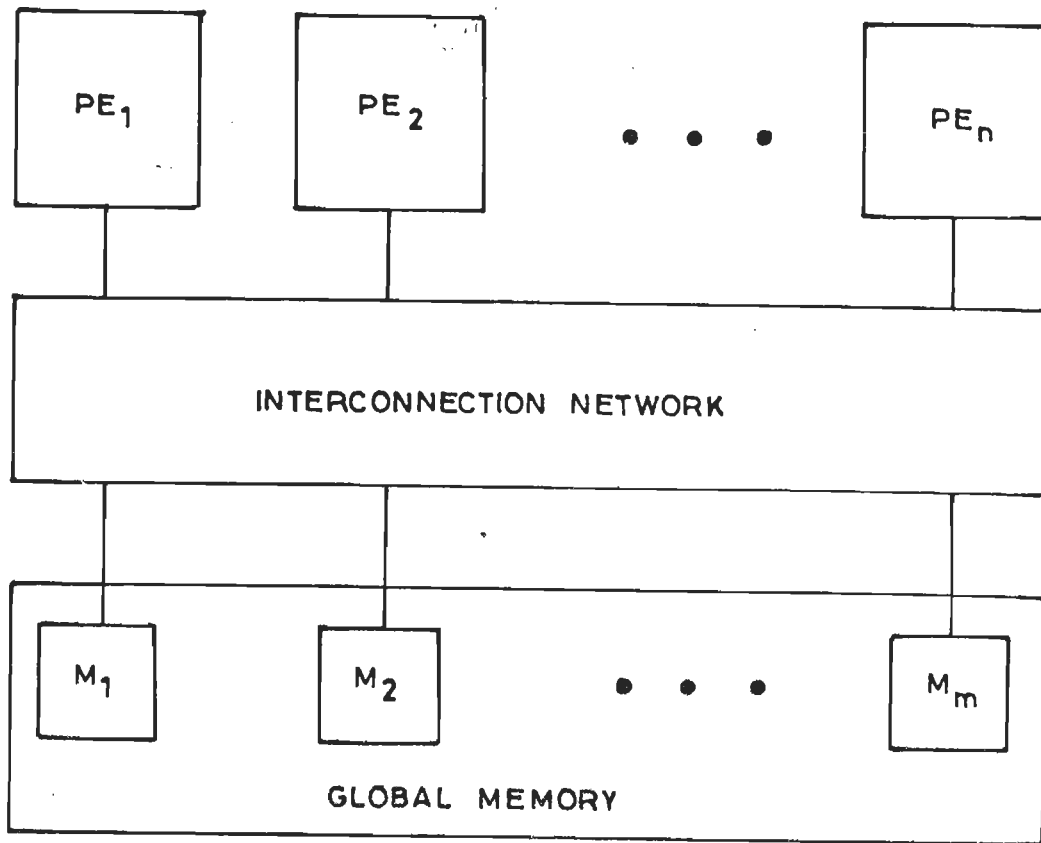 PE₁ PE₂ • • • PEₙ
INTERCONNECTION NETWORK
M₁ M₂ • • • Mₘ
GLOBAL MEMORY